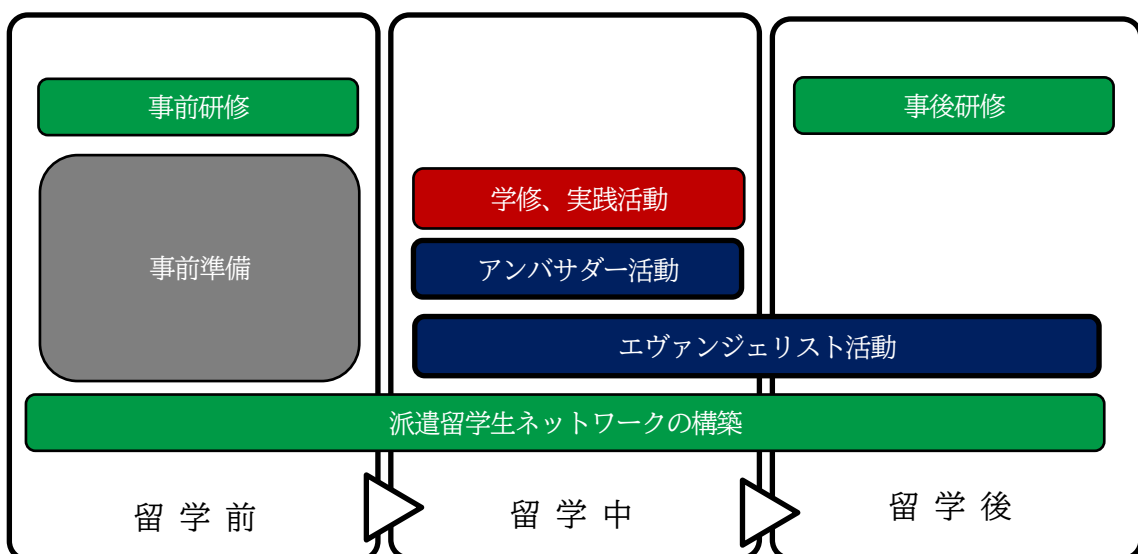 事前研修
事後研修
学修、実践活動
事前準備
アンバサダー活動
エヴァンジェリスト活動
派遣留学生ネットワークの構築
留学前
留学中
留学後